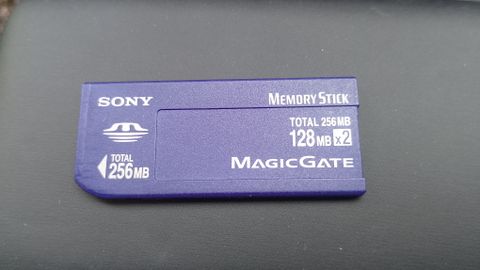 SONY
MEMORY STICK
TOTAL 256MB
128MB x2
TOTAL
256MB
MAGICGATE